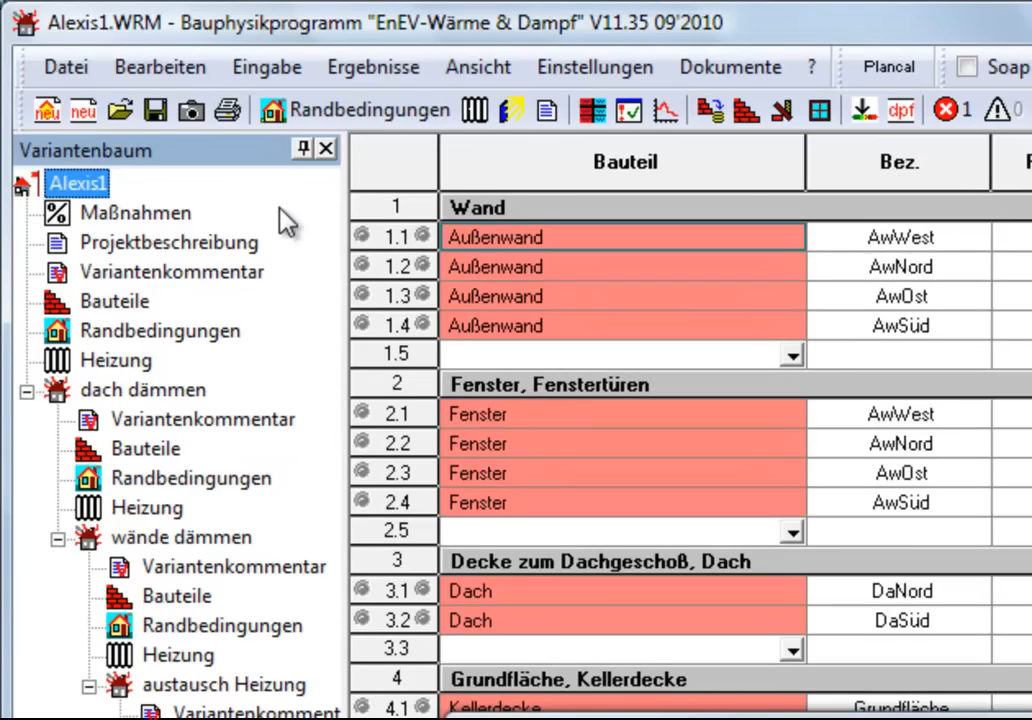 Alexis1.WRM - Bauphysikprogramm "EnEV-Wärme & Dampf" V11.35 09'2010
Datei Bearbeiten Eingabe Ergebnisse Ansicht Einstellungen Dokumente ? Plancal Soap
neu neu Randbedingungen dpf 1 0
Variantenbaum
Alexis1
Maßnahmen
Projektbeschreibung
Variantenkommentar
Bauteile
Randbedingungen
Heizung
dach dämmen
Variantenkommentar
Bauteile
Randbedingungen
Heizung
wände dämmen
Variantenkommentar
Bauteile
Randbedingungen
Heizung
austausch Heizung
Variantenkomment
Bauteil Bez.
1 Wand
1.1 Außenwand AwWest
1.2 Außenwand AwNord
1.3 Außenwand AwOst
1.4 Außenwand AwSüd
1.5
2 Fenster, Fenstertüren
2.1 Fenster AwWest
2.2 Fenster AwNord
2.3 Fenster AwOst
2.4 Fenster AwSüd
2.5
3 Decke zum Dachgeschoß, Dach
3.1 Dach DaNord
3.2 Dach DaSüd
3.3
4 Grundfläche, Kellerdecke
4.1 Kellerdecke Grundfläche